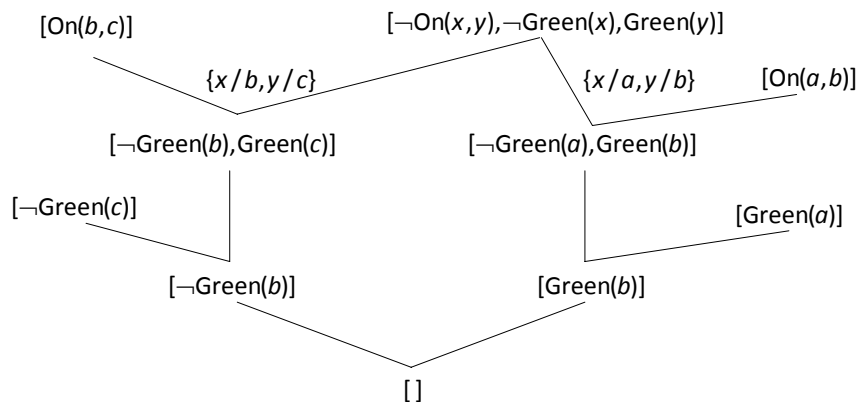 [On(b,c)] [¬On(x,y),¬Green(x),Green(y)]
{x/b,y/c} {x/a,y/b} [On(a,b)]
[¬Green(b),Green(c)] [¬Green(a),Green(b)]
[¬Green(c)] [Green(a)]
[¬Green(b)] [Green(b)]
[]